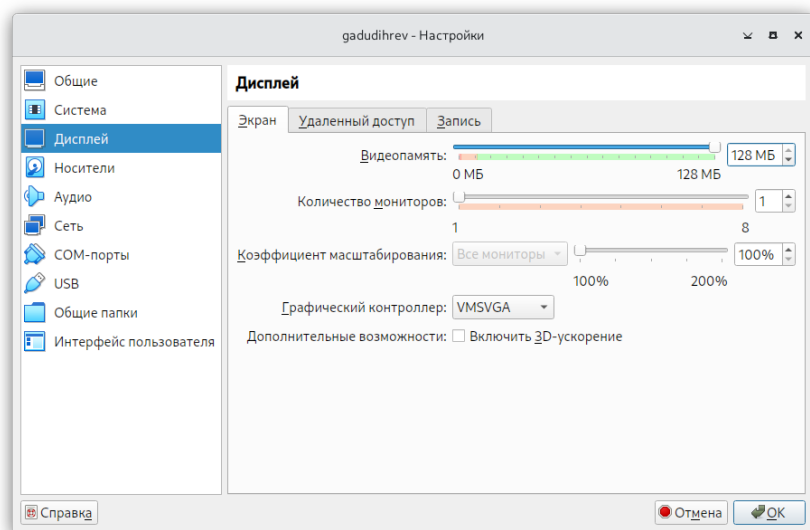 gadudihrev - Настройки
Общие
Система
Дисплей
Носители
Аудио
Сеть
COM-порты
USB
Общие папки
Интерфейс пользователя
Дисплей
Экран Удаленный доступ Запись
Видеопамять: 128 МБ
0 МБ 128 МБ
Количество мониторов: 1
1 8
Коэффициент масштабирования: Все мониторы 100%
100% 200%
Графический контроллер: VMSVGA
Дополнительные возможности: Включить 3D-ускорение
Справка Отмена OK